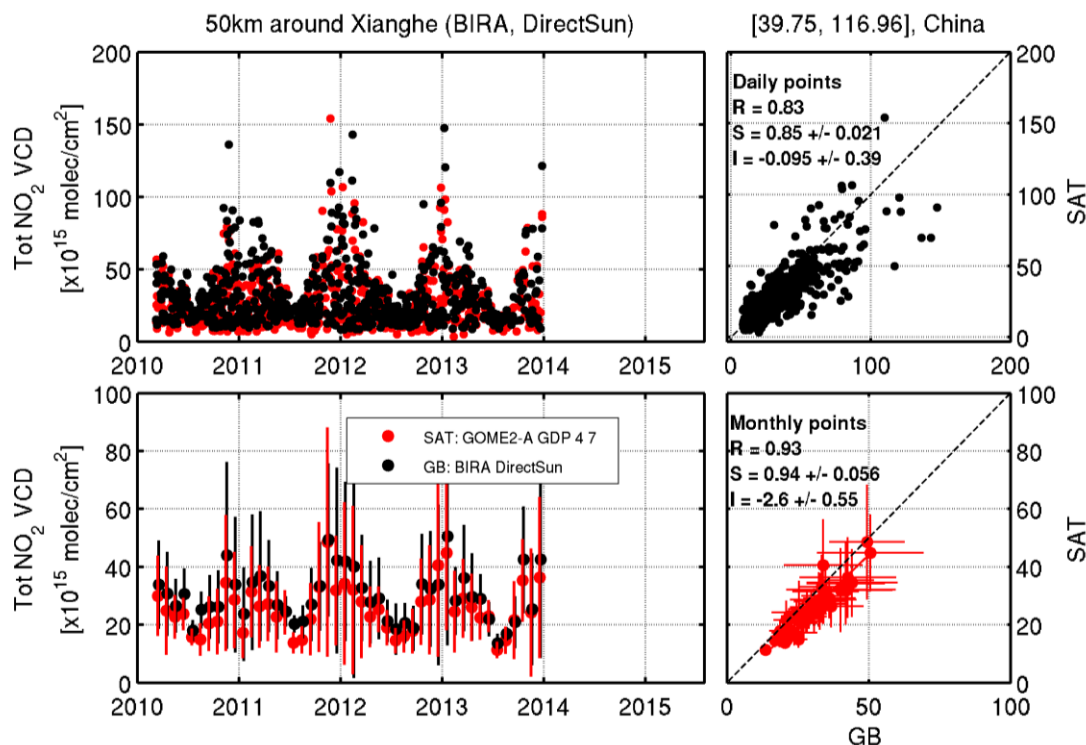 50km around Xianghe (BIRA, DirectSun)
[39.75, 116.96], China
Tot NO2 VCD
[x10^15 molec/cm^2]
200
150
100
50
0
2010 2011 2012 2013 2014 2015
Daily points
R = 0.83
S = 0.85 +/- 0.021
I = -0.095 +/- 0.39
200
150
100
50
0
SAT
0 100 200
Tot NO2 VCD
[x10^15 molec/cm^2]
100
80
60
40
20
0
2010 2011 2012 2013 2014 2015
SAT: GOME2-A GDP 4 7
GB: BIRA DirectSun
Monthly points
R = 0.93
S = 0.94 +/- 0.056
I = -2.6 +/- 0.55
100
80
60
40
20
0
SAT
0 50 100
GB